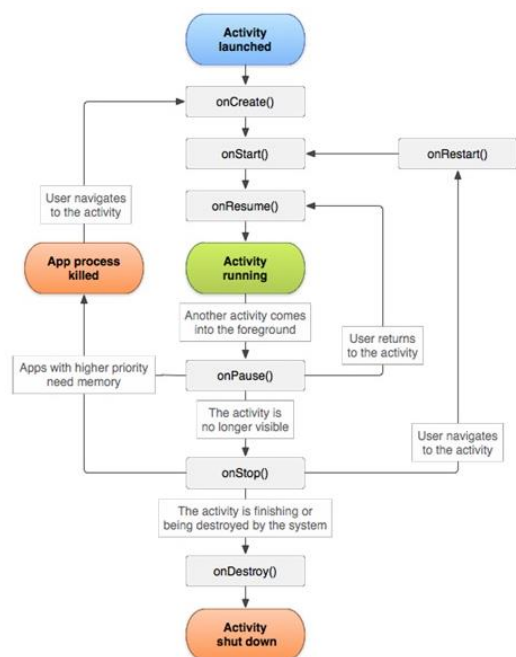 Activity
launched
onCreate()
onStart()
onRestart()
User navigates
to the activity
onResume()
App process
killed
Activity
running
Another activity comes
into the foreground
User returns
to the activity
Apps with higher priority
need memory
onPause()
The activity is
no longer visible
User navigates
to the activity
onStop()
The activity is finishing or
being destroyed by the system
onDestroy()
Activity
shut down